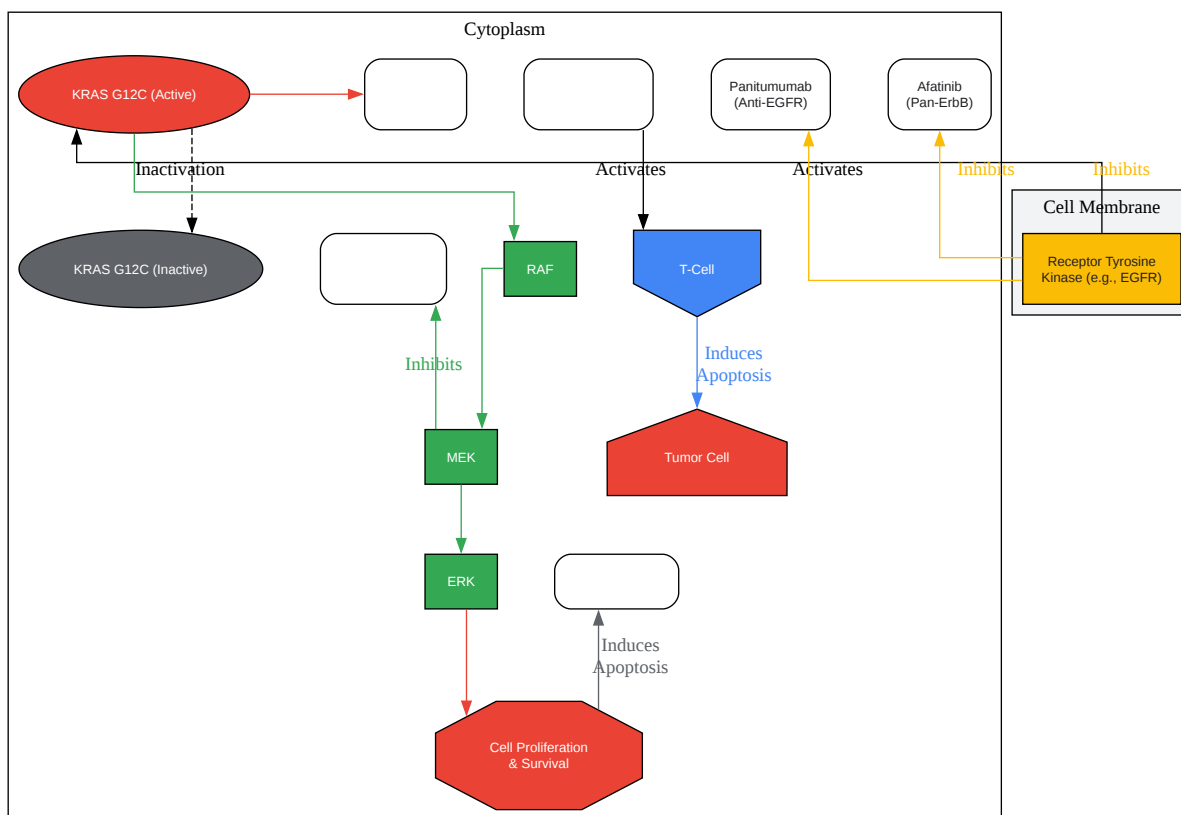 Cytoplasm
KRAS G12C (Active)
Panitumumab
(Anti-EGFR)
Afatinib
(Pan-ErbB)
Inactivation
Activates
Activates
Inhibits
Inhibits
Cell Membrane
KRAS G12C (Inactive)
RAF
T-Cell
Receptor Tyrosine
Kinase (e.g., EGFR)
Inhibits
Induces
Apoptosis
MEK
Tumor Cell
ERK
Induces
Apoptosis
Cell Proliferation
& Survival